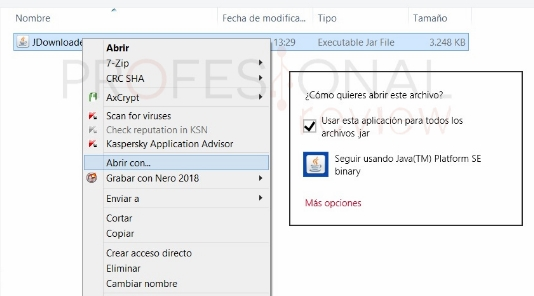 Nombre Fecha de modifica... Tipo Tamaño
JDownloade 13:29 Executable Jar File 3.248 KB
PROFESIONAL
review
Abrir
7-Zip
CRC SHA
AxCrypt
Scan for viruses
Check reputation in KSN
Kaspersky Application Advisor
Abrir con...
Grabar con Nero 2018
Enviar a
Cortar
Copiar
Crear acceso directo
Eliminar
Cambiar nombre
¿Cómo quieres abrir este archivo?
Usar esta aplicación para todos los
archivos .jar
Seguir usando Java(TM) Platform SE
binary
Más opciones